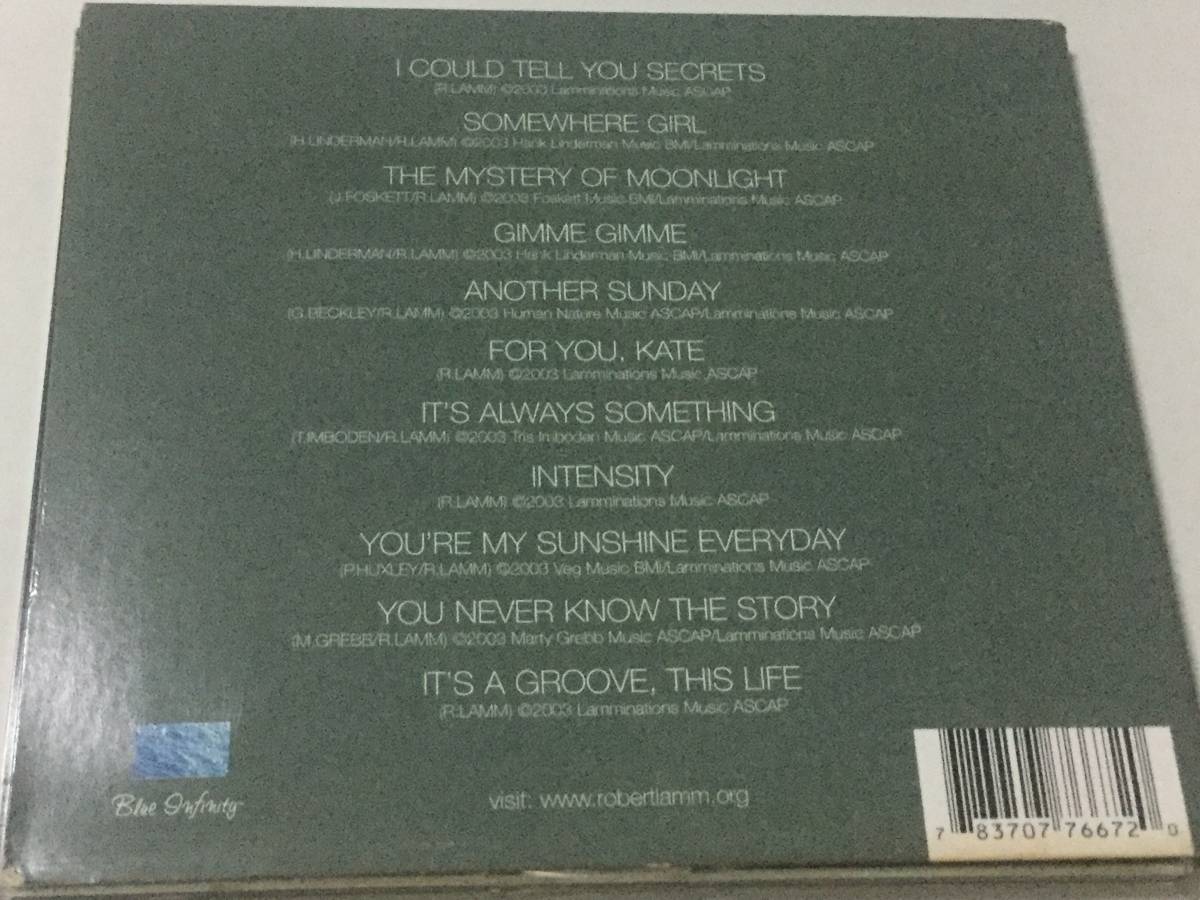 I COULD TELL YOU SECRETS
(R.LAMM) ©2003 Lamminations Music ASCAP
SOMEWHERE GIRL
(H.LINDERMAN/R.LAMM) ©2003 Hank Linderman Music BMI/Lamminations Music ASCAP
THE MYSTERY OF MOONLIGHT
(J.FOSKETT/R.LAMM) ©2003 Foskett Music BMI/Lamminations Music ASCAP
GIMME GIMME
(H.LINDERMAN/R.LAMM) ©2003 Hank Linderman Music BMI/Lamminations Music ASCAP
ANOTHER SUNDAY
(G.BECKLEY/R.LAMM) ©2003 Human Nature Music ASCAP/Lamminations Music ASCAP
FOR YOU, KATE
(R.LAMM) ©2003 Lamminations Music ASCAP
IT'S ALWAYS SOMETHING
(T.IMBODEN/R.LAMM) ©2003 Tris Imboden Music ASCAP/Lamminations Music ASCAP
INTENSITY
(R.LAMM) ©2003 Lamminations Music ASCAP
YOU'RE MY SUNSHINE EVERYDAY
(P.HUXLEY/R.LAMM) ©2003 Veg Music BMI/Lamminations Music ASCAP
YOU NEVER KNOW THE STORY
(M.GREBB/R.LAMM) ©2003 Marty Grebb Music ASCAP/Lamminations Music ASCAP
IT'S A GROOVE, THIS LIFE
(R.LAMM) ©2003 Lamminations Music ASCAP
Blue Infinity
visit: www.robertlamm.org
7 83707 76672 0